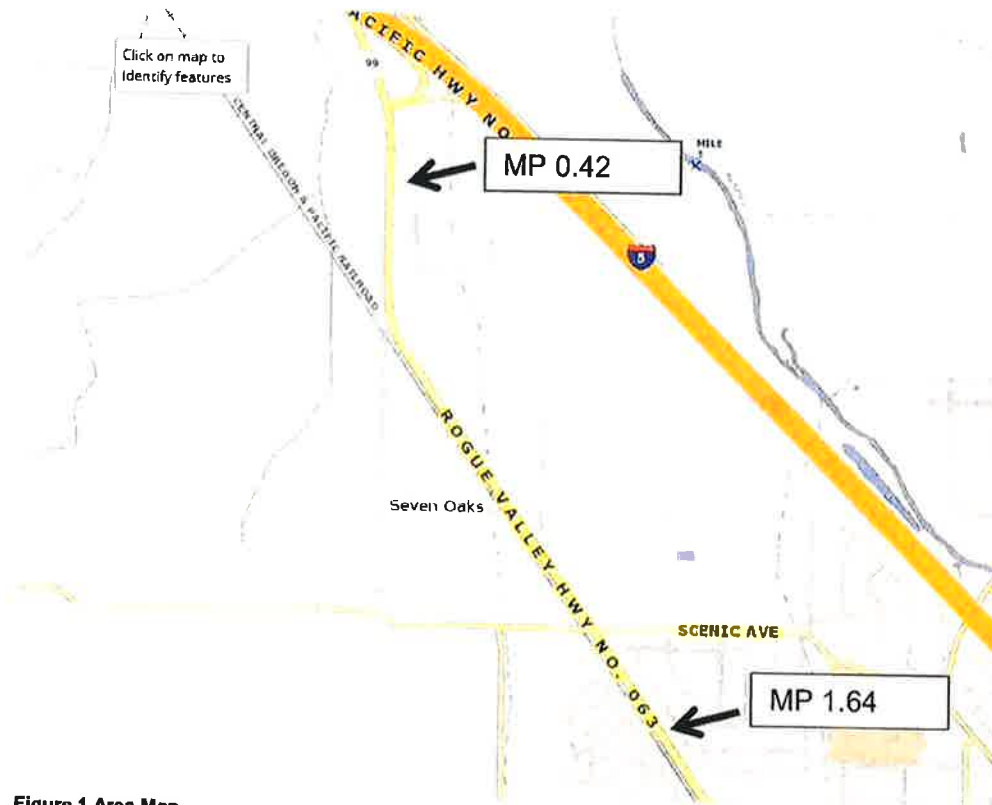 ACIFIC HWY NO
Click on map to
Identify features
99
CENTRAL OREGON & PACIFIC RAILROAD
MP 0.42
MILE
5
ROGUE VALLEY HWY NO. 063
Seven Oaks
SCENIC AVE
MP 1.64
Figure 1 Area Map